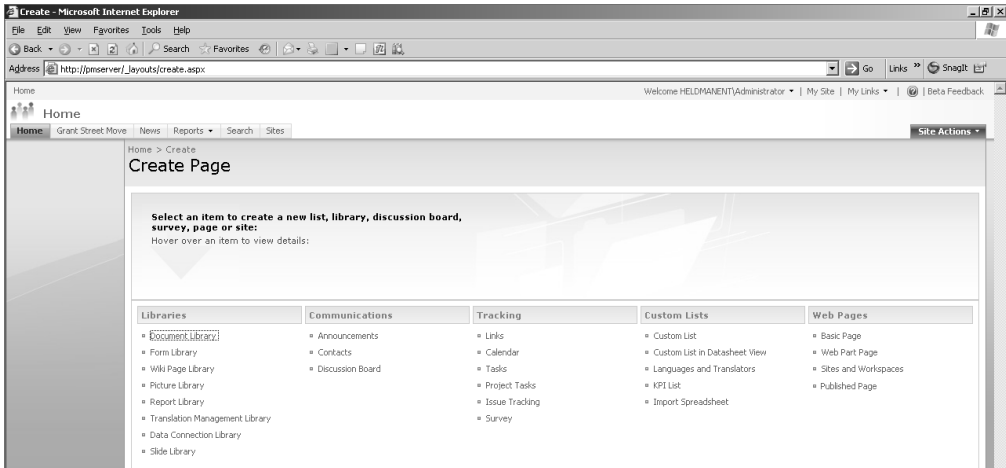 Create - Microsoft Internet Explorer
File Edit View Favorites Tools Help
Back Search Favorites
Address http://pmserver/_layouts/create.aspx Go Links » SnagIt
Home Welcome HELDMANENT\Administrator | My Site | My Links | Beta Feedback
Home
Home Grant Street Move News Reports Search Sites Site Actions
Home > Create
Create Page
Select an item to create a new list, library, discussion board,
survey, page or site:
Hover over an item to view details:
Libraries Communications Tracking Custom Lists Web Pages
Document Library Announcements Links Custom List Basic Page
Form Library Contacts Calendar Custom List in Datasheet View Web Part Page
Wiki Page Library Discussion Board Tasks Languages and Translators Sites and Workspaces
Picture Library Project Tasks KPI List Published Page
Report Library Issue Tracking Import Spreadsheet
Translation Management Library Survey
Data Connection Library
Slide Library